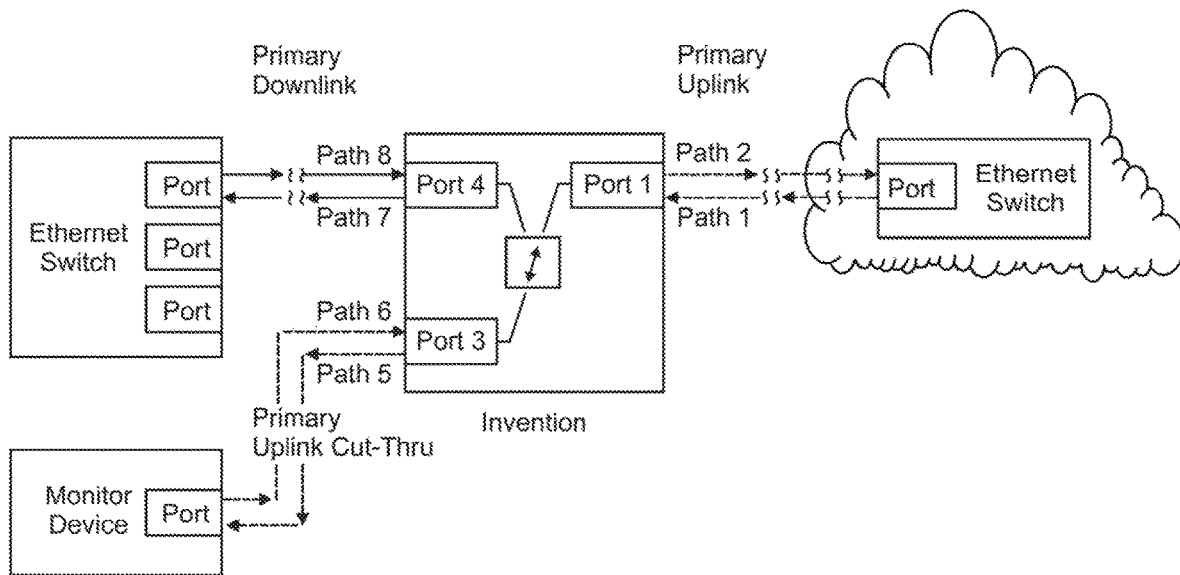 Primary
Downlink
Primary
Uplink
Port
Port
Port
Ethernet
Switch
Path 8
Path 7
Port 4
Port 1
Path 2
Path 1
Port
Ethernet
Switch
Path 6
Path 5
Port 3
Invention
Primary
Uplink Cut-Thru
Monitor
Device
Port